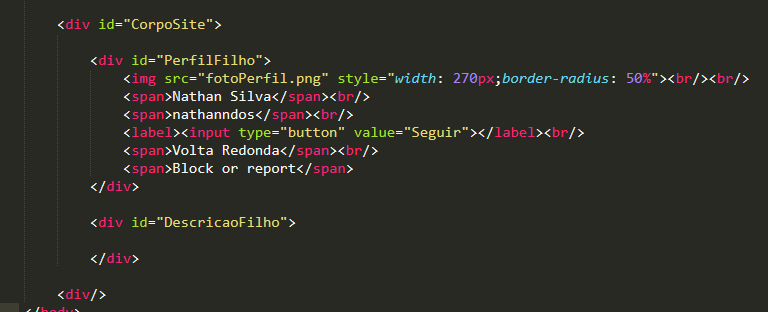 <div id="CorpoSite">
<div id="PerfilFilho">
<img src="fotoPerfil.png" style="width: 270px;border-radius: 50%"><br/><br/>
<span>Nathan Silva</span><br/>
<span>nathanndos</span><br/>
<label><input type="button" value="Seguir"></label><br/>
<span>Volta Redonda</span><br/>
<span>Block or report</span>
</div>
<div id="DescricaoFilho">
</div>
<div/>
</body>